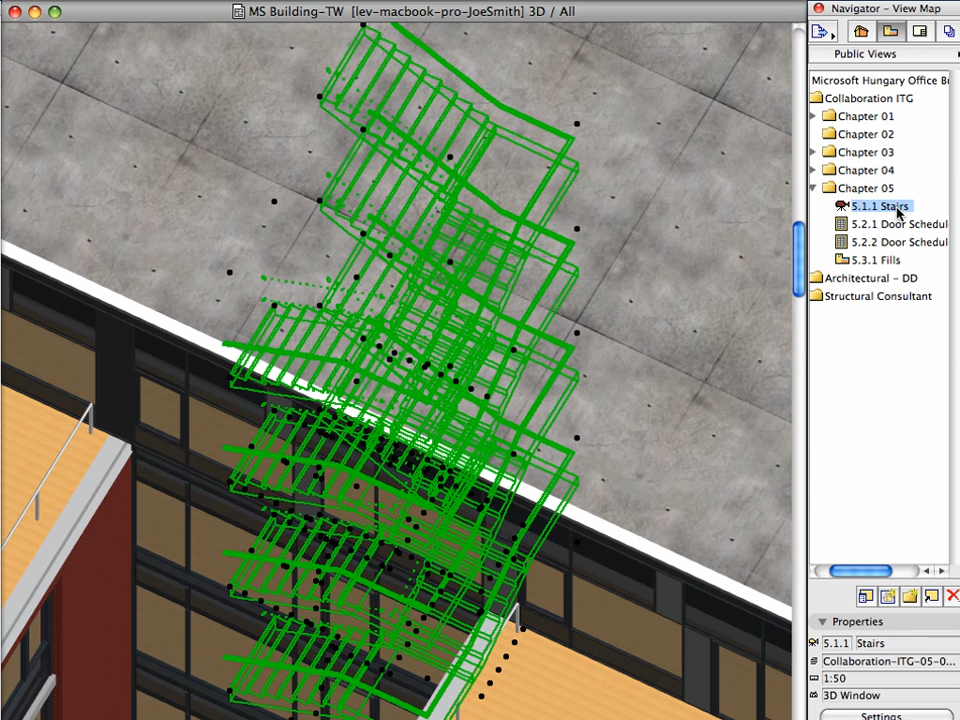 MS Building-TW [lev-macbook-pro-JoeSmith] 3D / All
Navigator - View Map
Public Views
Microsoft Hungary Office B
Collaboration ITG
Chapter 01
Chapter 02
Chapter 03
Chapter 04
Chapter 05
5.1.1 Stairs
5.2.1 Door Schedul
5.2.2 Door Schedul
5.3.1 Fills
Architectural - DD
Structural Consultant
Properties
5.1.1 Stairs
Collaboration-ITG-05-0...
1:50
3D Window
Settings